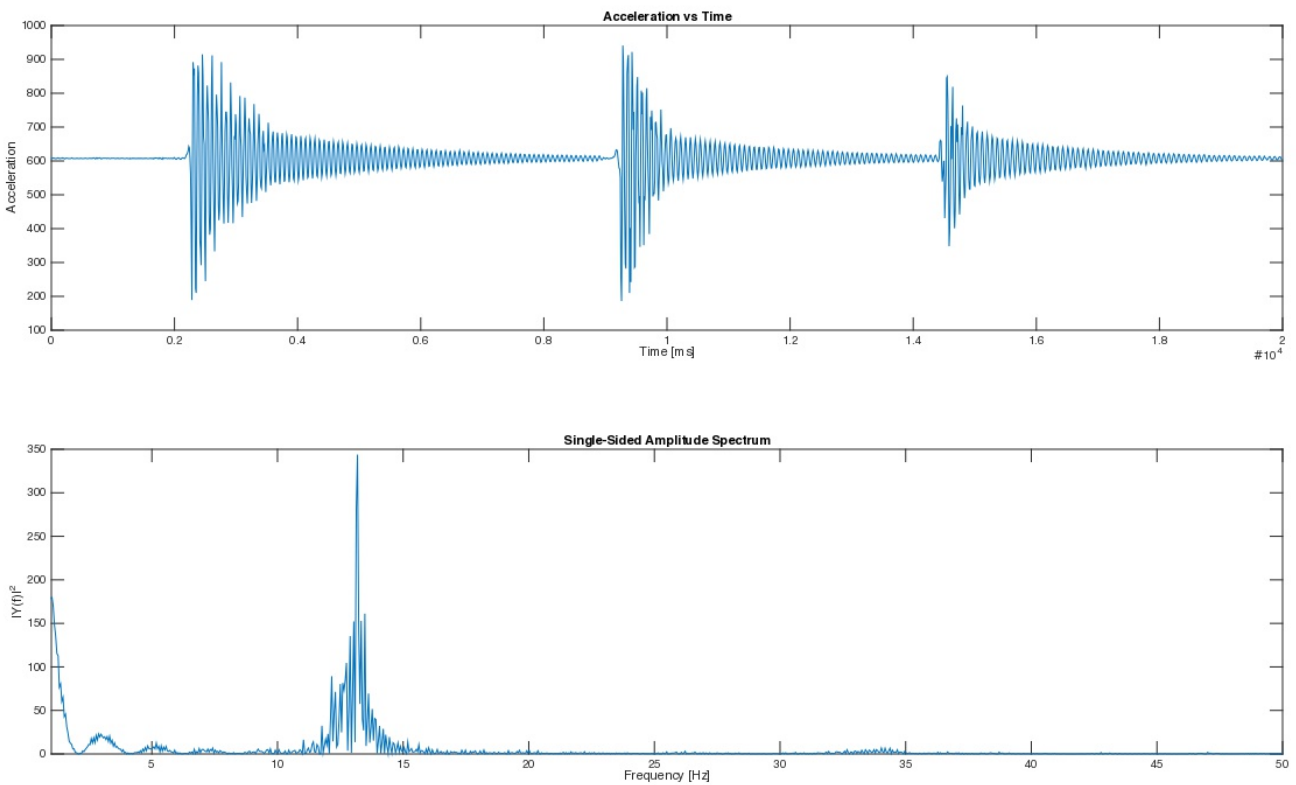 Acceleration vs Time
1000
900
800
700
600
500
400
300
200
100
Acceleration
0 0.2 0.4 0.6 0.8 1 1.2 1.4 1.6 1.8 2
Time [ms]
#10⁴
Single-Sided Amplitude Spectrum
350
300
250
200
150
100
50
0
|Y(f)|²
5 10 15 20 25 30 35 40 45 50
Frequency [Hz]